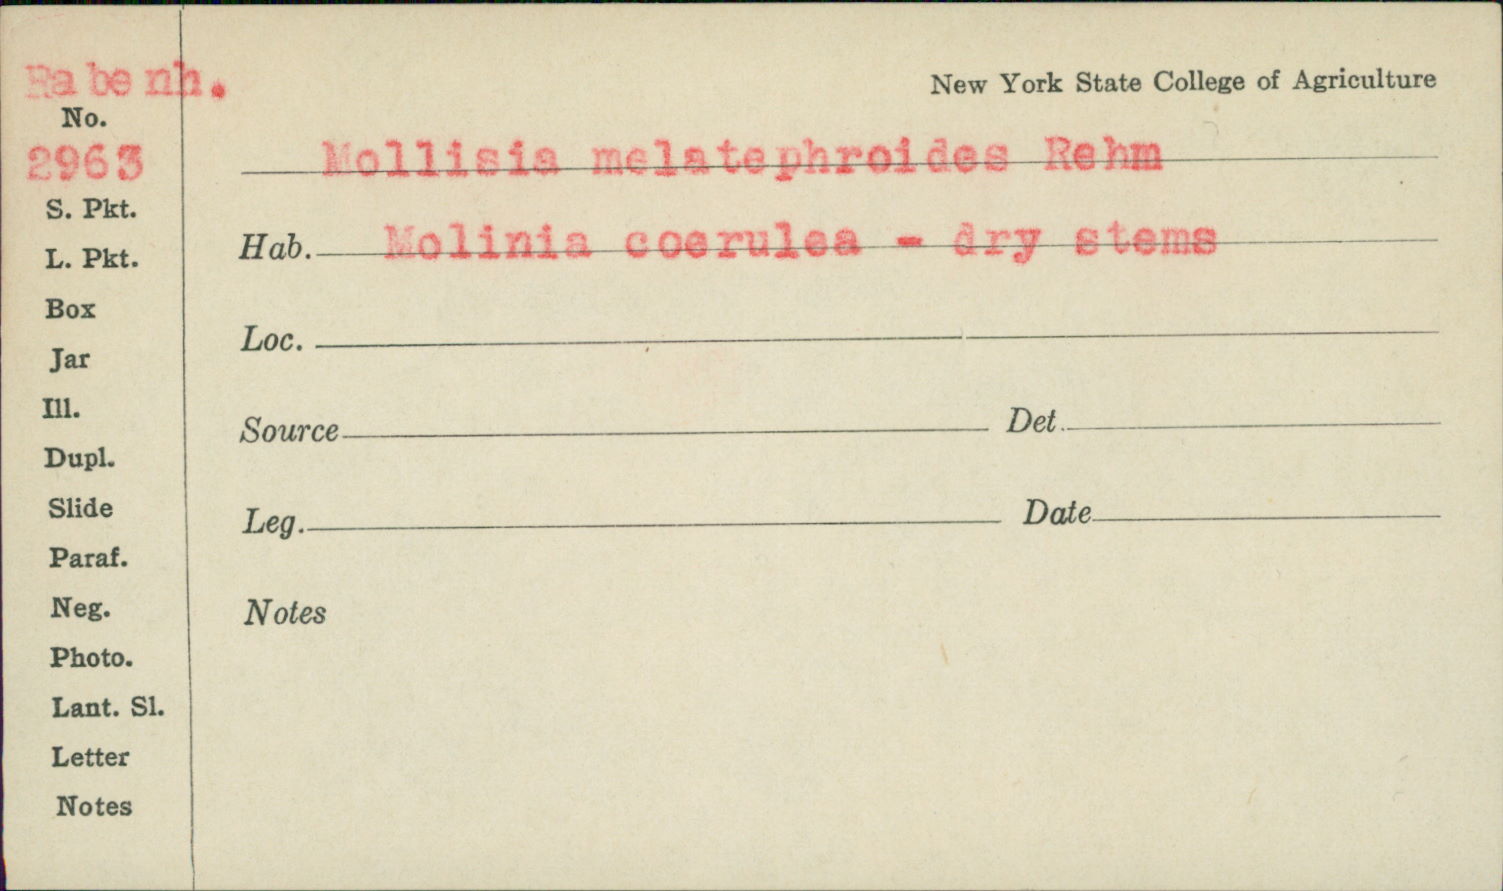 Rabenh.
New York State College of Agriculture
No.
2963
Mollisia melatephroides Rehm
S. Pkt.
Hab. Molinia coerulea - dry stems
L. Pkt.
Box
Loc.
Jar
Ill.
Source Det.
Dupl.
Slide
Leg. Date
Paraf.
Neg.
Notes
Photo.
Lant. Sl.
Letter
Notes